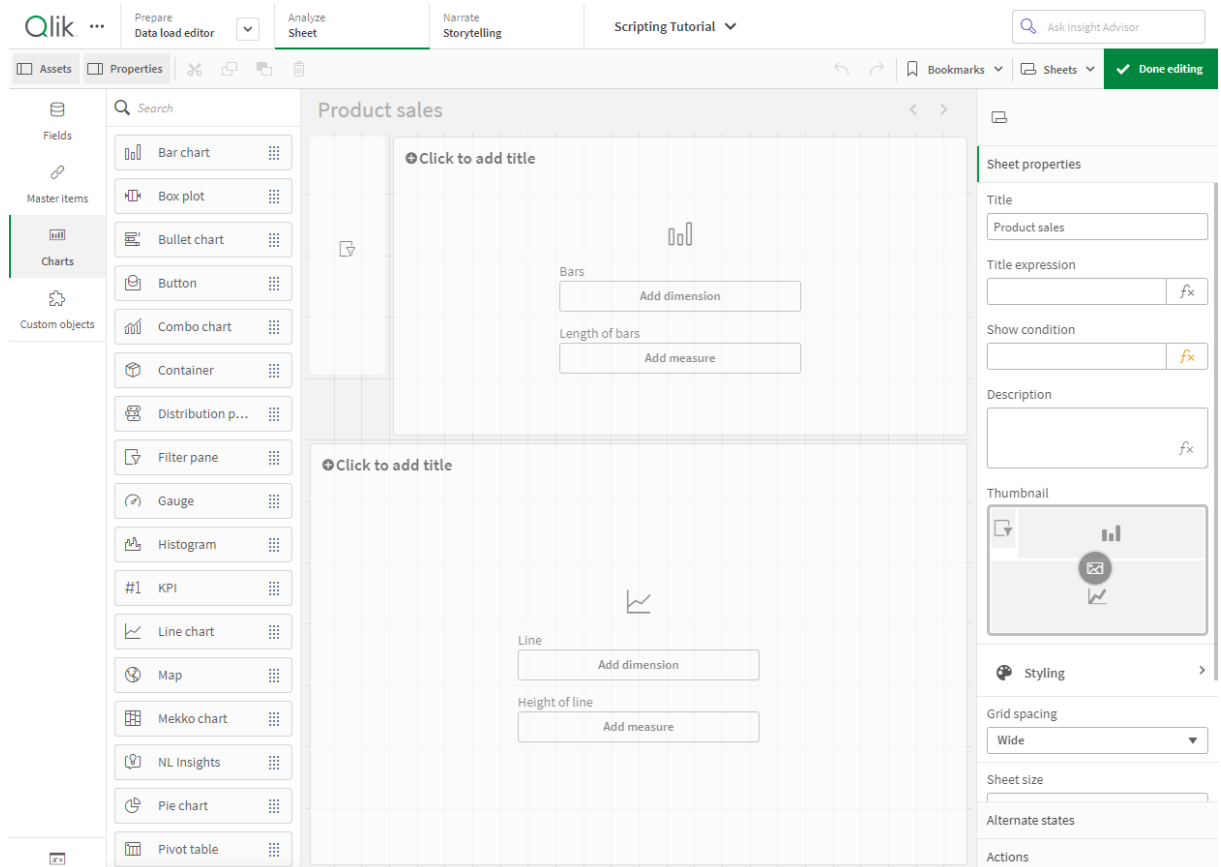 Qlik
Prepare
Data load editor
Analyze
Sheet
Narrate
Storytelling
Scripting Tutorial
Ask Insight Advisor
Assets
Properties
Bookmarks
Sheets
Done editing
Fields
Master items
Charts
Custom objects
Search
Bar chart
Box plot
Bullet chart
Button
Combo chart
Container
Distribution p...
Filter pane
Gauge
Histogram
#1 KPI
Line chart
Map
Mekko chart
NL Insights
Pie chart
Pivot table
Product sales
Click to add title
Bars
Add dimension
Length of bars
Add measure
Click to add title
Line
Add dimension
Height of line
Add measure
Sheet properties
Title
Product sales
Title expression
fx
Show condition
fx
Description
fx
Thumbnail
Styling
Grid spacing
Wide
Sheet size
Alternate states
Actions